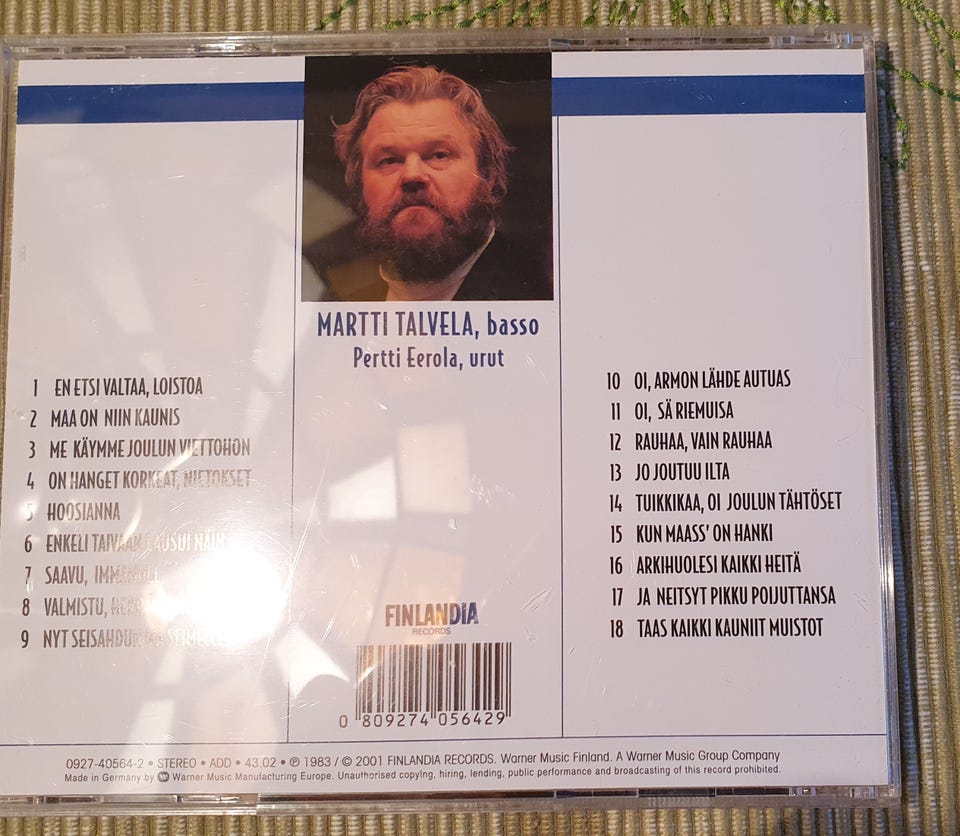 MARTTI TALVELA, basso
Pertti Eerola, urut
1 EN ETSI VALTAA, LOISTOA
2 MAA ON NIIN KAUNIS
3 ME KÄYMME JOULUN VIETTOHON
4 ON HANGET KORKEAT, NIETOKSET
5 HOOSIANNA
6 ENKELI TAIVAAN LAUSUI NÄIN
7 SAAVU,
8 VALMISTU,
9 NYT
10 OI, ARMON LÄHDE AUTUAS
11 OI, SÄ RIEMUISA
12 RAUHAA, VAIN RAUHAA
13 JO JOUTUU ILTA
14 TUIKKIKAA, OI JOULUN TÄHTÖSET
15 KUN MAASS' ON HANKI
16 ARKIHUOLESI KAIKKI HEITÄ
17 JA NEITSYT PIKKU POIJUTTANSA
18 TAAS KAIKKI KAUNIIT MUISTOT
FINLANDIA
RECORDS
0 809274 056429
0927-40564-2 • STEREO • ADD • 43.02 • ℗ 1983 / © 2001 FINLANDIA RECORDS. Warner Music Finland. A Warner Music Group Company
Made in Germany by Warner Music Manufacturing Europe. Unauthorised copying, hiring, lending, public performance and broadcasting of this record prohibited.